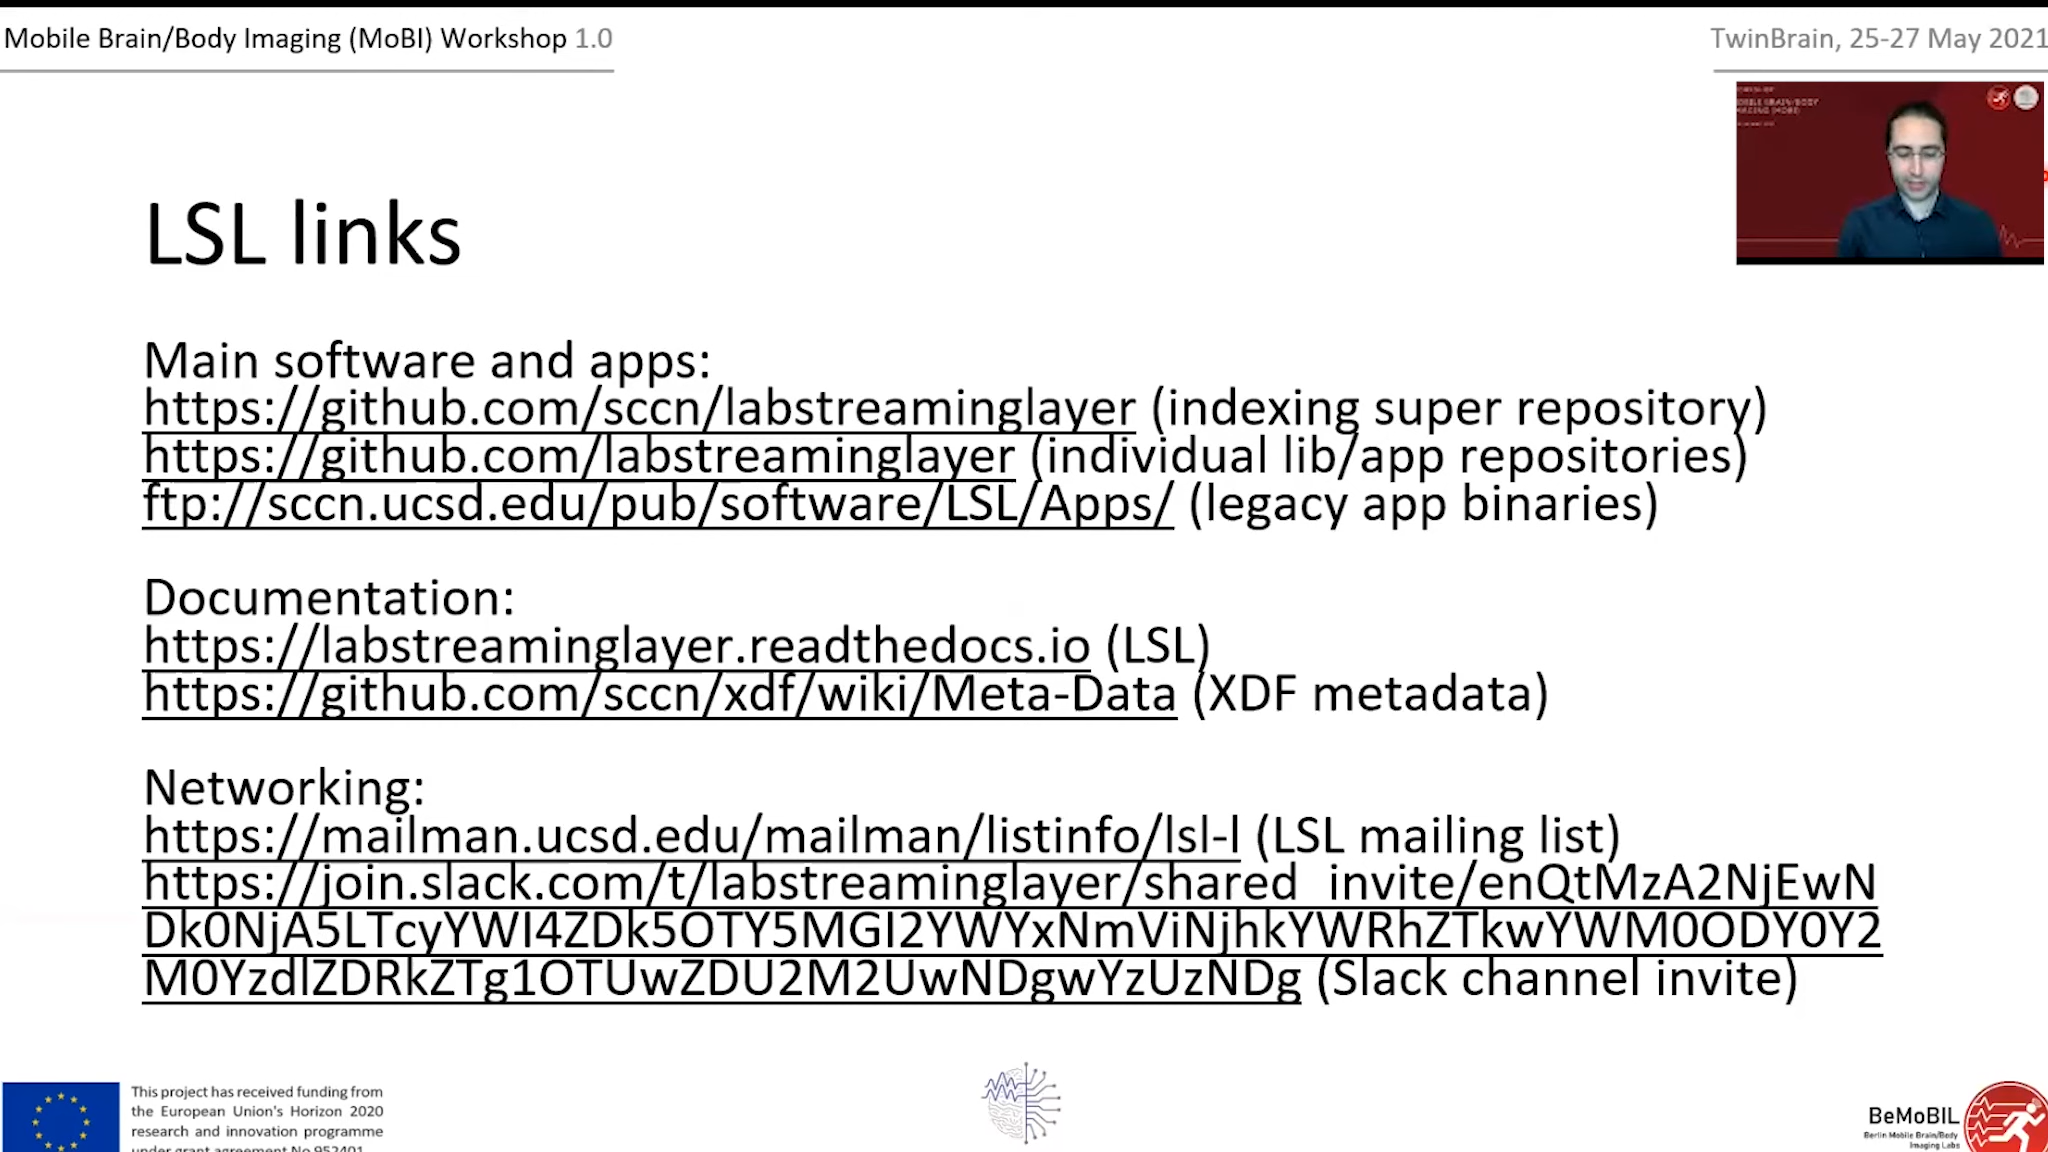 Mobile Brain/Body Imaging (MoBI) Workshop 1.0
TwinBrain, 25-27 May 2021
LSL links
Main software and apps:
https://github.com/sccn/labstreaminglayer (indexing super repository)
https://github.com/labstreaminglayer (individual lib/app repositories)
ftp://sccn.ucsd.edu/pub/software/LSL/Apps/ (legacy app binaries)
Documentation:
https://labstreaminglayer.readthedocs.io (LSL)
https://github.com/sccn/xdf/wiki/Meta-Data (XDF metadata)
Networking:
https://mailman.ucsd.edu/mailman/listinfo/lsl-l (LSL mailing list)
https://join.slack.com/t/labstreaminglayer/shared_invite/enQtMzA2NjEwN
Dk0NjA5LTcyYWI4ZDk5OTY5MGI2YWYxNmViNjhkYWRhZTkwYWM0ODY0Y2
M0YzdlZDRkZTg1OTUwZDU2M2UwNDgwYzUzNDg (Slack channel invite)
This project has received funding from
the European Union's Horizon 2020
research and innovation programme
under grant agreement No 952401
BeMoBIL
Berlin Mobile Brain/Body
Imaging Labs